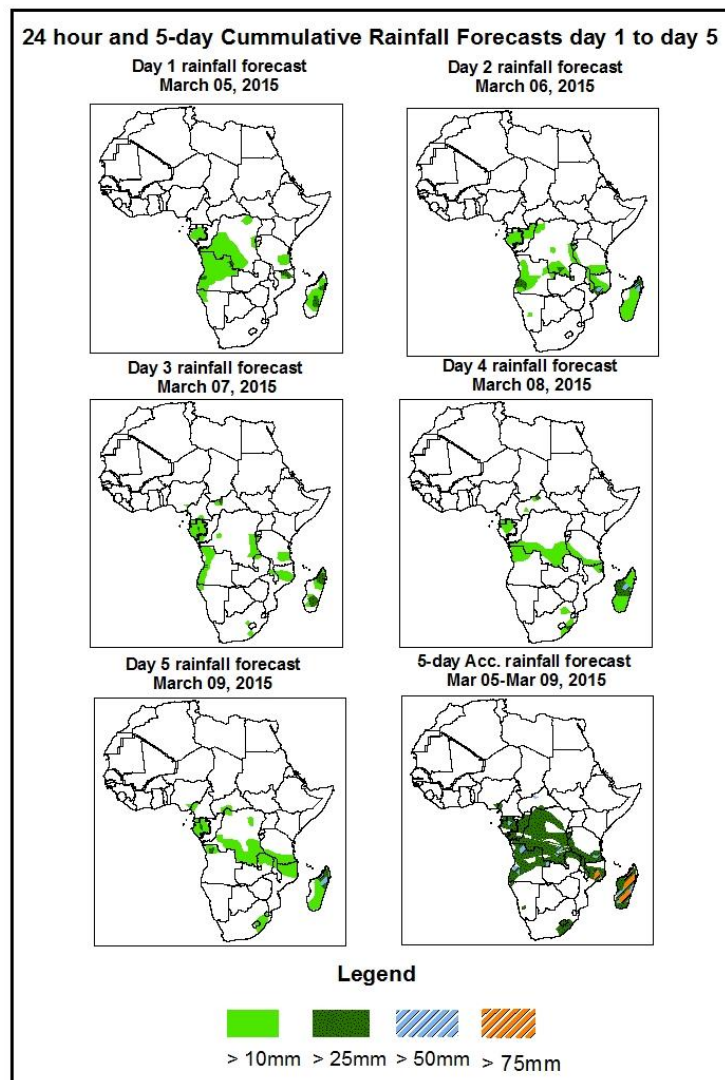 24 hour and 5-day Cummulative Rainfall Forecasts day 1 to day 5
Day 1 rainfall forecast
March 05, 2015
Day 2 rainfall forecast
March 06, 2015
Day 3 rainfall forecast
March 07, 2015
Day 4 rainfall forecast
March 08, 2015
Day 5 rainfall forecast
March 09, 2015
5-day Acc. rainfall forecast
Mar 05-Mar 09, 2015
Legend
> 10mm > 25mm > 50mm > 75mm